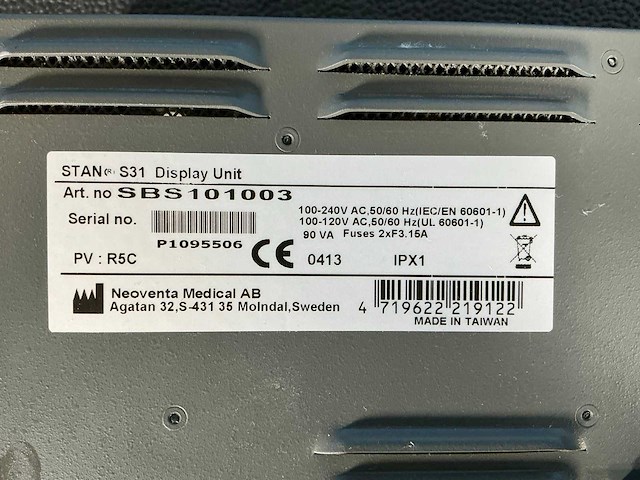 STAN(R) S31 Display Unit
Art. no SBS101003
Serial no.
P1095506
100-240V AC,50/60 Hz(IEC/EN 60601-1)
100-120V AC,50/60 Hz(UL 60601-1)
90 VA Fuses 2xF3.15A
PV : R5C
CE 0413 IPX1
Neoventa Medical AB
Agatan 32,S-431 35 Molndal,Sweden
4 719622 219122
MADE IN TAIWAN